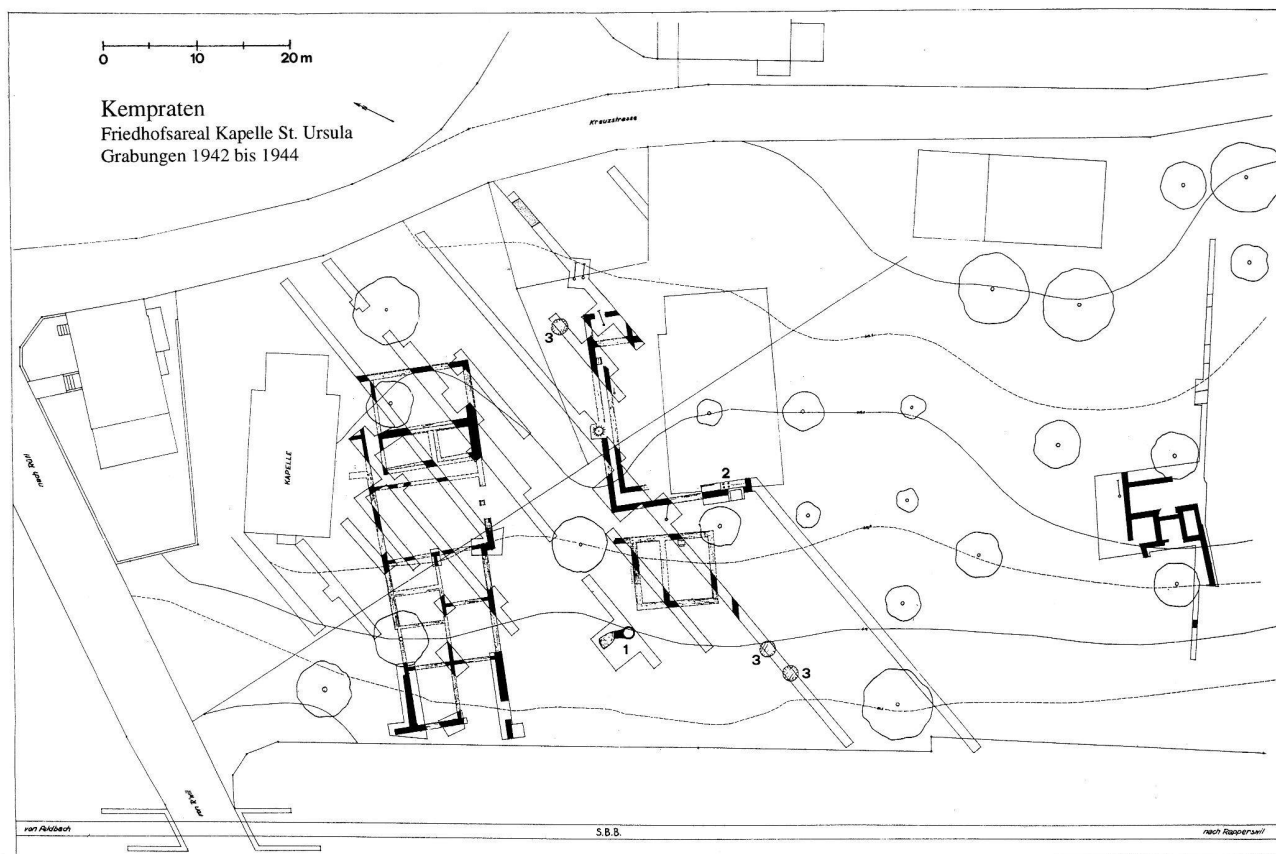 0 10 20 m
Kempraten
Friedhofsareal Kapelle St. Ursula
Grabungen 1942 bis 1944
Kreuzstrasse
3
KAPELLE
2
nach Rüti
1
3
3
von Feldbach
S.B.B.
nach Rapperswil